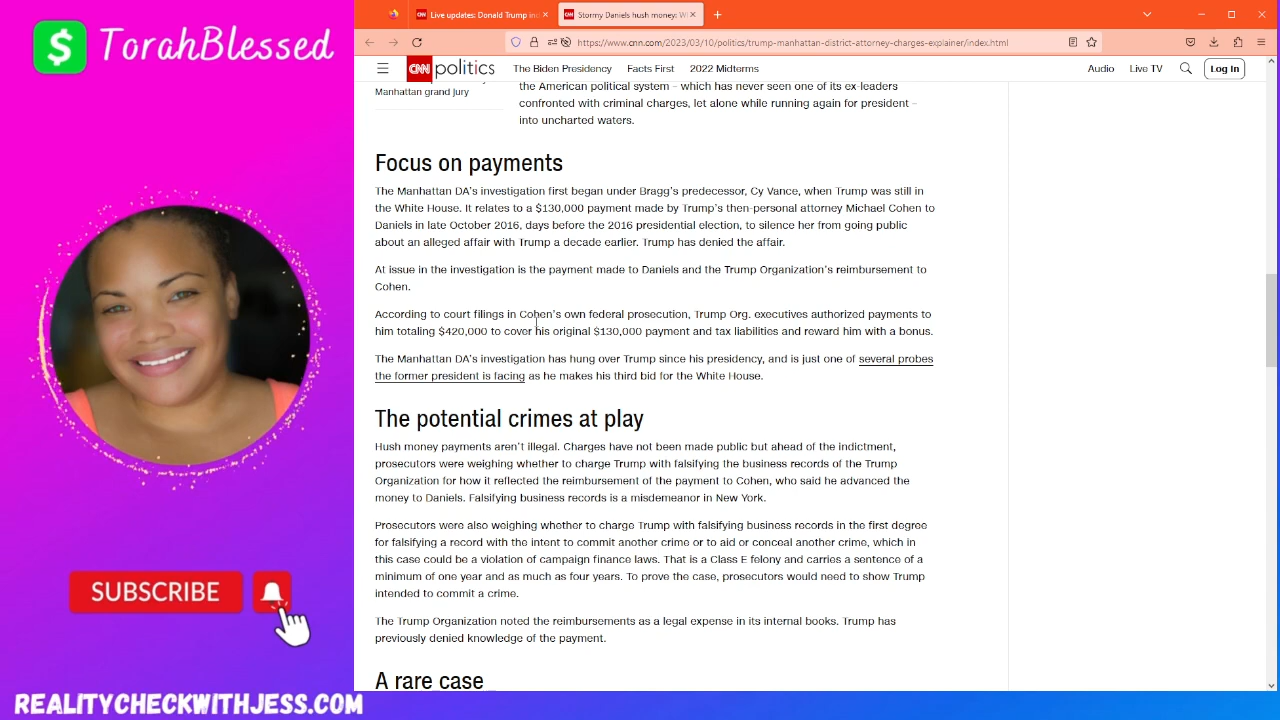 TorahBlessed
SUBSCRIBE
REALITYCHECKWITHJESS.COM
Live updates: Donald Trump in
Stormy Daniels hush money: W
https://www.cnn.com/2023/03/10/politics/trump-manhattan-district-attorney-charges-explainer/index.html
CNN politics The Biden Presidency Facts First 2022 Midterms Audio Live TV Log In
Manhattan grand jury
the American political system – which has never seen one of its ex-leaders
confronted with criminal charges, let alone while running again for president –
into uncharted waters.
Focus on payments
The Manhattan DA's investigation first began under Bragg's predecessor, Cy Vance, when Trump was still in
the White House. It relates to a $130,000 payment made by Trump's then-personal attorney Michael Cohen to
Daniels in late October 2016, days before the 2016 presidential election, to silence her from going public
about an alleged affair with Trump a decade earlier. Trump has denied the affair.
At issue in the investigation is the payment made to Daniels and the Trump Organization's reimbursement to
Cohen.
According to court filings in Cohen's own federal prosecution, Trump Org. executives authorized payments to
him totaling $420,000 to cover his original $130,000 payment and tax liabilities and reward him with a bonus.
The Manhattan DA's investigation has hung over Trump since his presidency, and is just one of several probes
the former president is facing as he makes his third bid for the White House.
The potential crimes at play
Hush money payments aren't illegal. Charges have not been made public but ahead of the indictment,
prosecutors were weighing whether to charge Trump with falsifying the business records of the Trump
Organization for how it reflected the reimbursement of the payment to Cohen, who said he advanced the
money to Daniels. Falsifying business records is a misdemeanor in New York.
Prosecutors were also weighing whether to charge Trump with falsifying business records in the first degree
for falsifying a record with the intent to commit another crime or to aid or conceal another crime, which in
this case could be a violation of campaign finance laws. That is a Class E felony and carries a sentence of a
minimum of one year and as much as four years. To prove the case, prosecutors would need to show Trump
intended to commit a crime.
The Trump Organization noted the reimbursements as a legal expense in its internal books. Trump has
previously denied knowledge of the payment.
A rare case